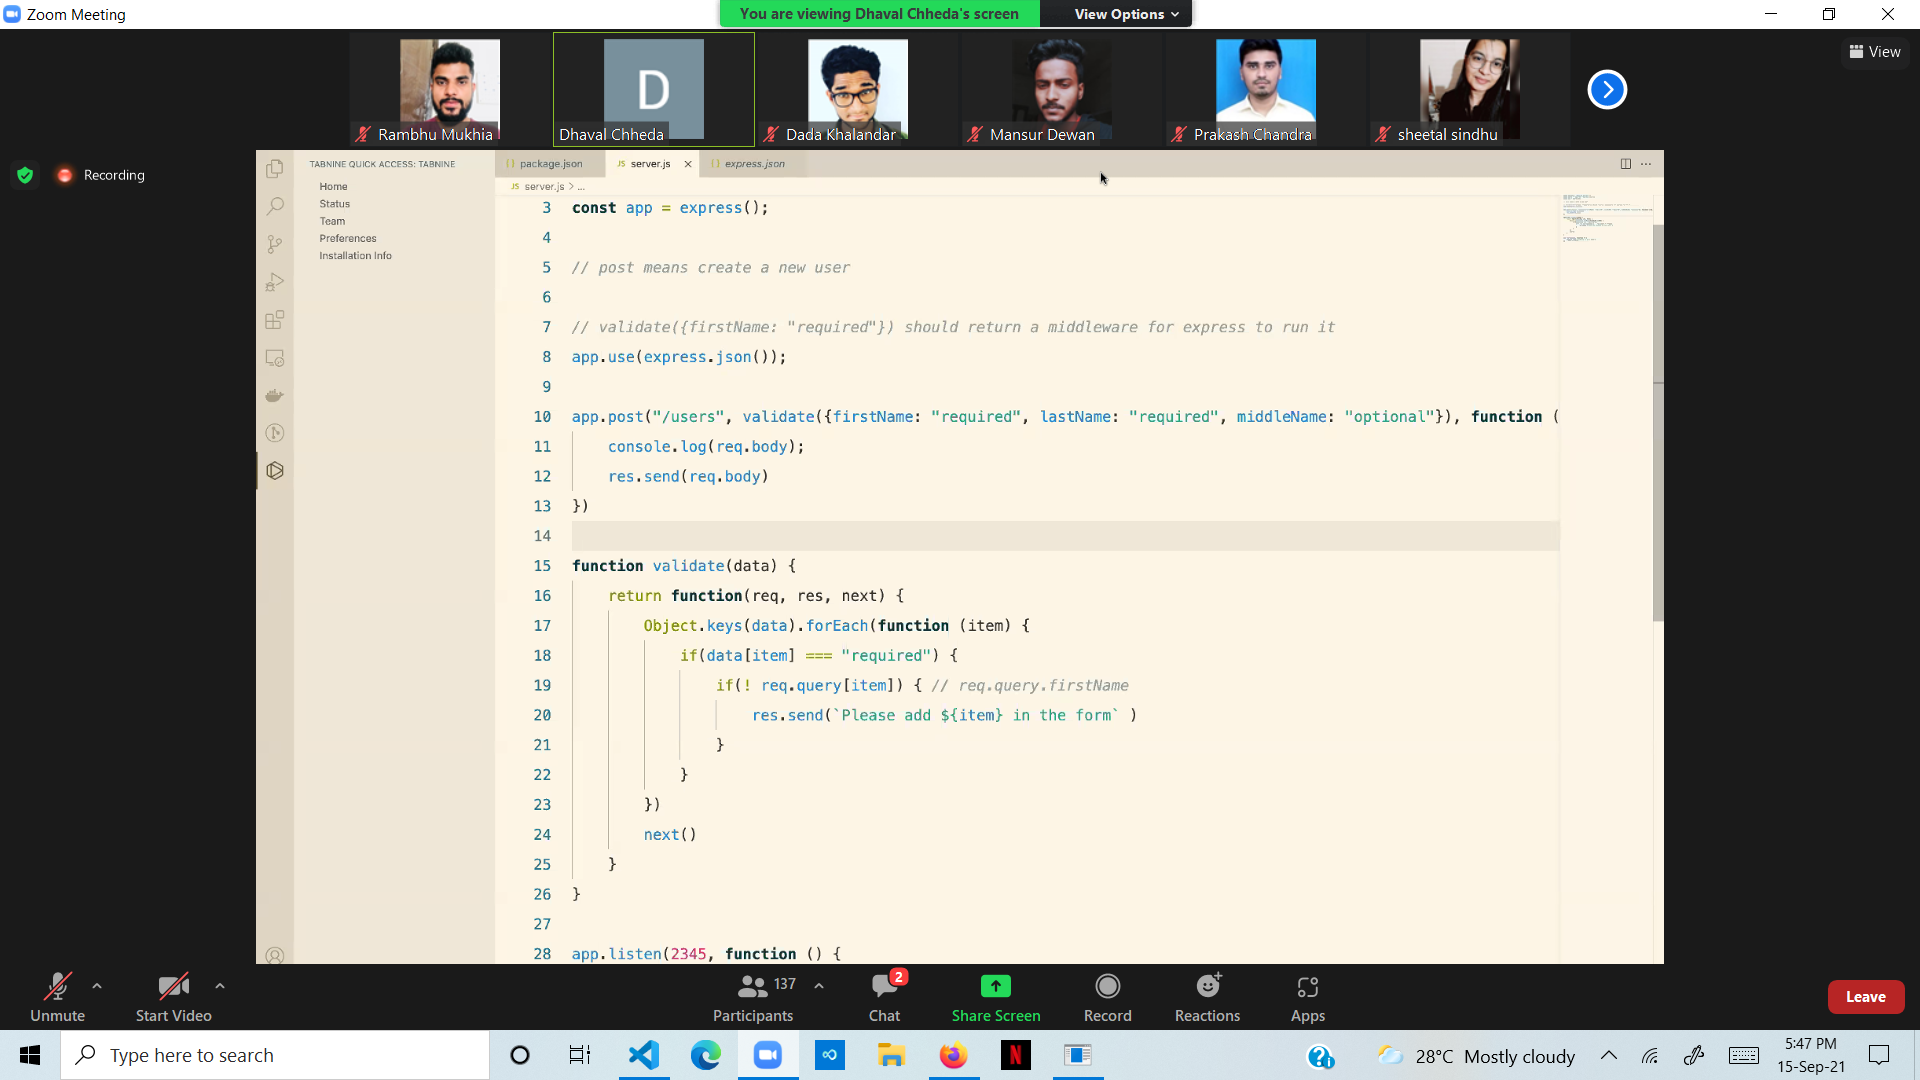 Zoom Meeting
You are viewing Dhaval Chheda's screen
View Options
View
Rambhu Mukhia
D
Dhaval Chheda
Dada Khalandar
Mansur Dewan
Prakash Chandra
sheetal sindhu
Recording
TABNINE QUICK ACCESS: TABNINE
Home
Status
Team
Preferences
Installation Info
{} package.json
JS server.js ×
{} express.json
JS server.js > ...
3 const app = express();
4
5 // post means create a new user
6
7 // validate({firstName: "required"}) should return a middleware for express to run it
8 app.use(express.json());
9
10 app.post("/users", validate({firstName: "required", lastName: "required", middleName: "optional"}), function (
11 console.log(req.body);
12 res.send(req.body)
13 })
14
15 function validate(data) {
16 return function(req, res, next) {
17 Object.keys(data).forEach(function (item) {
18 if(data[item] === "required") {
19 if(! req.query[item]) { // req.query.firstName
20 res.send(`Please add ${item} in the form` )
21 }
22 }
23 })
24 next()
25 }
26 }
27
28 app.listen(2345, function () {
Unmute
Start Video
137
Participants
2
Chat
Share Screen
Record
Reactions
Apps
Leave
Type here to search
N
28°C Mostly cloudy
5:47 PM
15-Sep-21